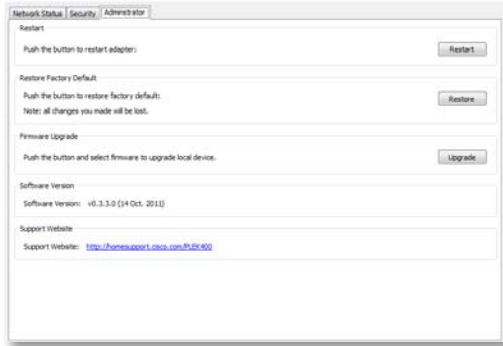 Network Status Security Administrator
Restart
Push the button to restart adapter: Restart
Restore Factory Default
Push the button to restore factory default: Restore
Note: all changes you made will be lost.
Firmware Upgrade
Push the button and select firmware to upgrade local device. Upgrade
Software Version
Software Version: v0.3.3.0 (14 Oct. 2011)
Support Website
Support Website: http://homesupport.cisco.com/PLEK400